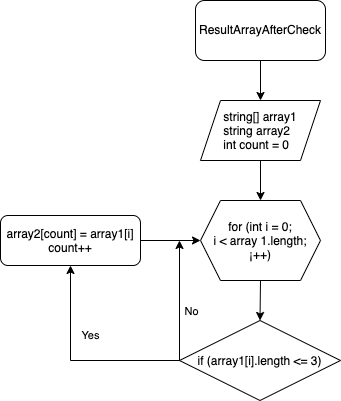 ResultArrayAfterCheck
string[] array1
string array2
int count = 0
for (int i = 0;
i < array 1.length;
¡++)
array2[count] = array1[i]
count++
No
Yes
if (array1[i].length <= 3)